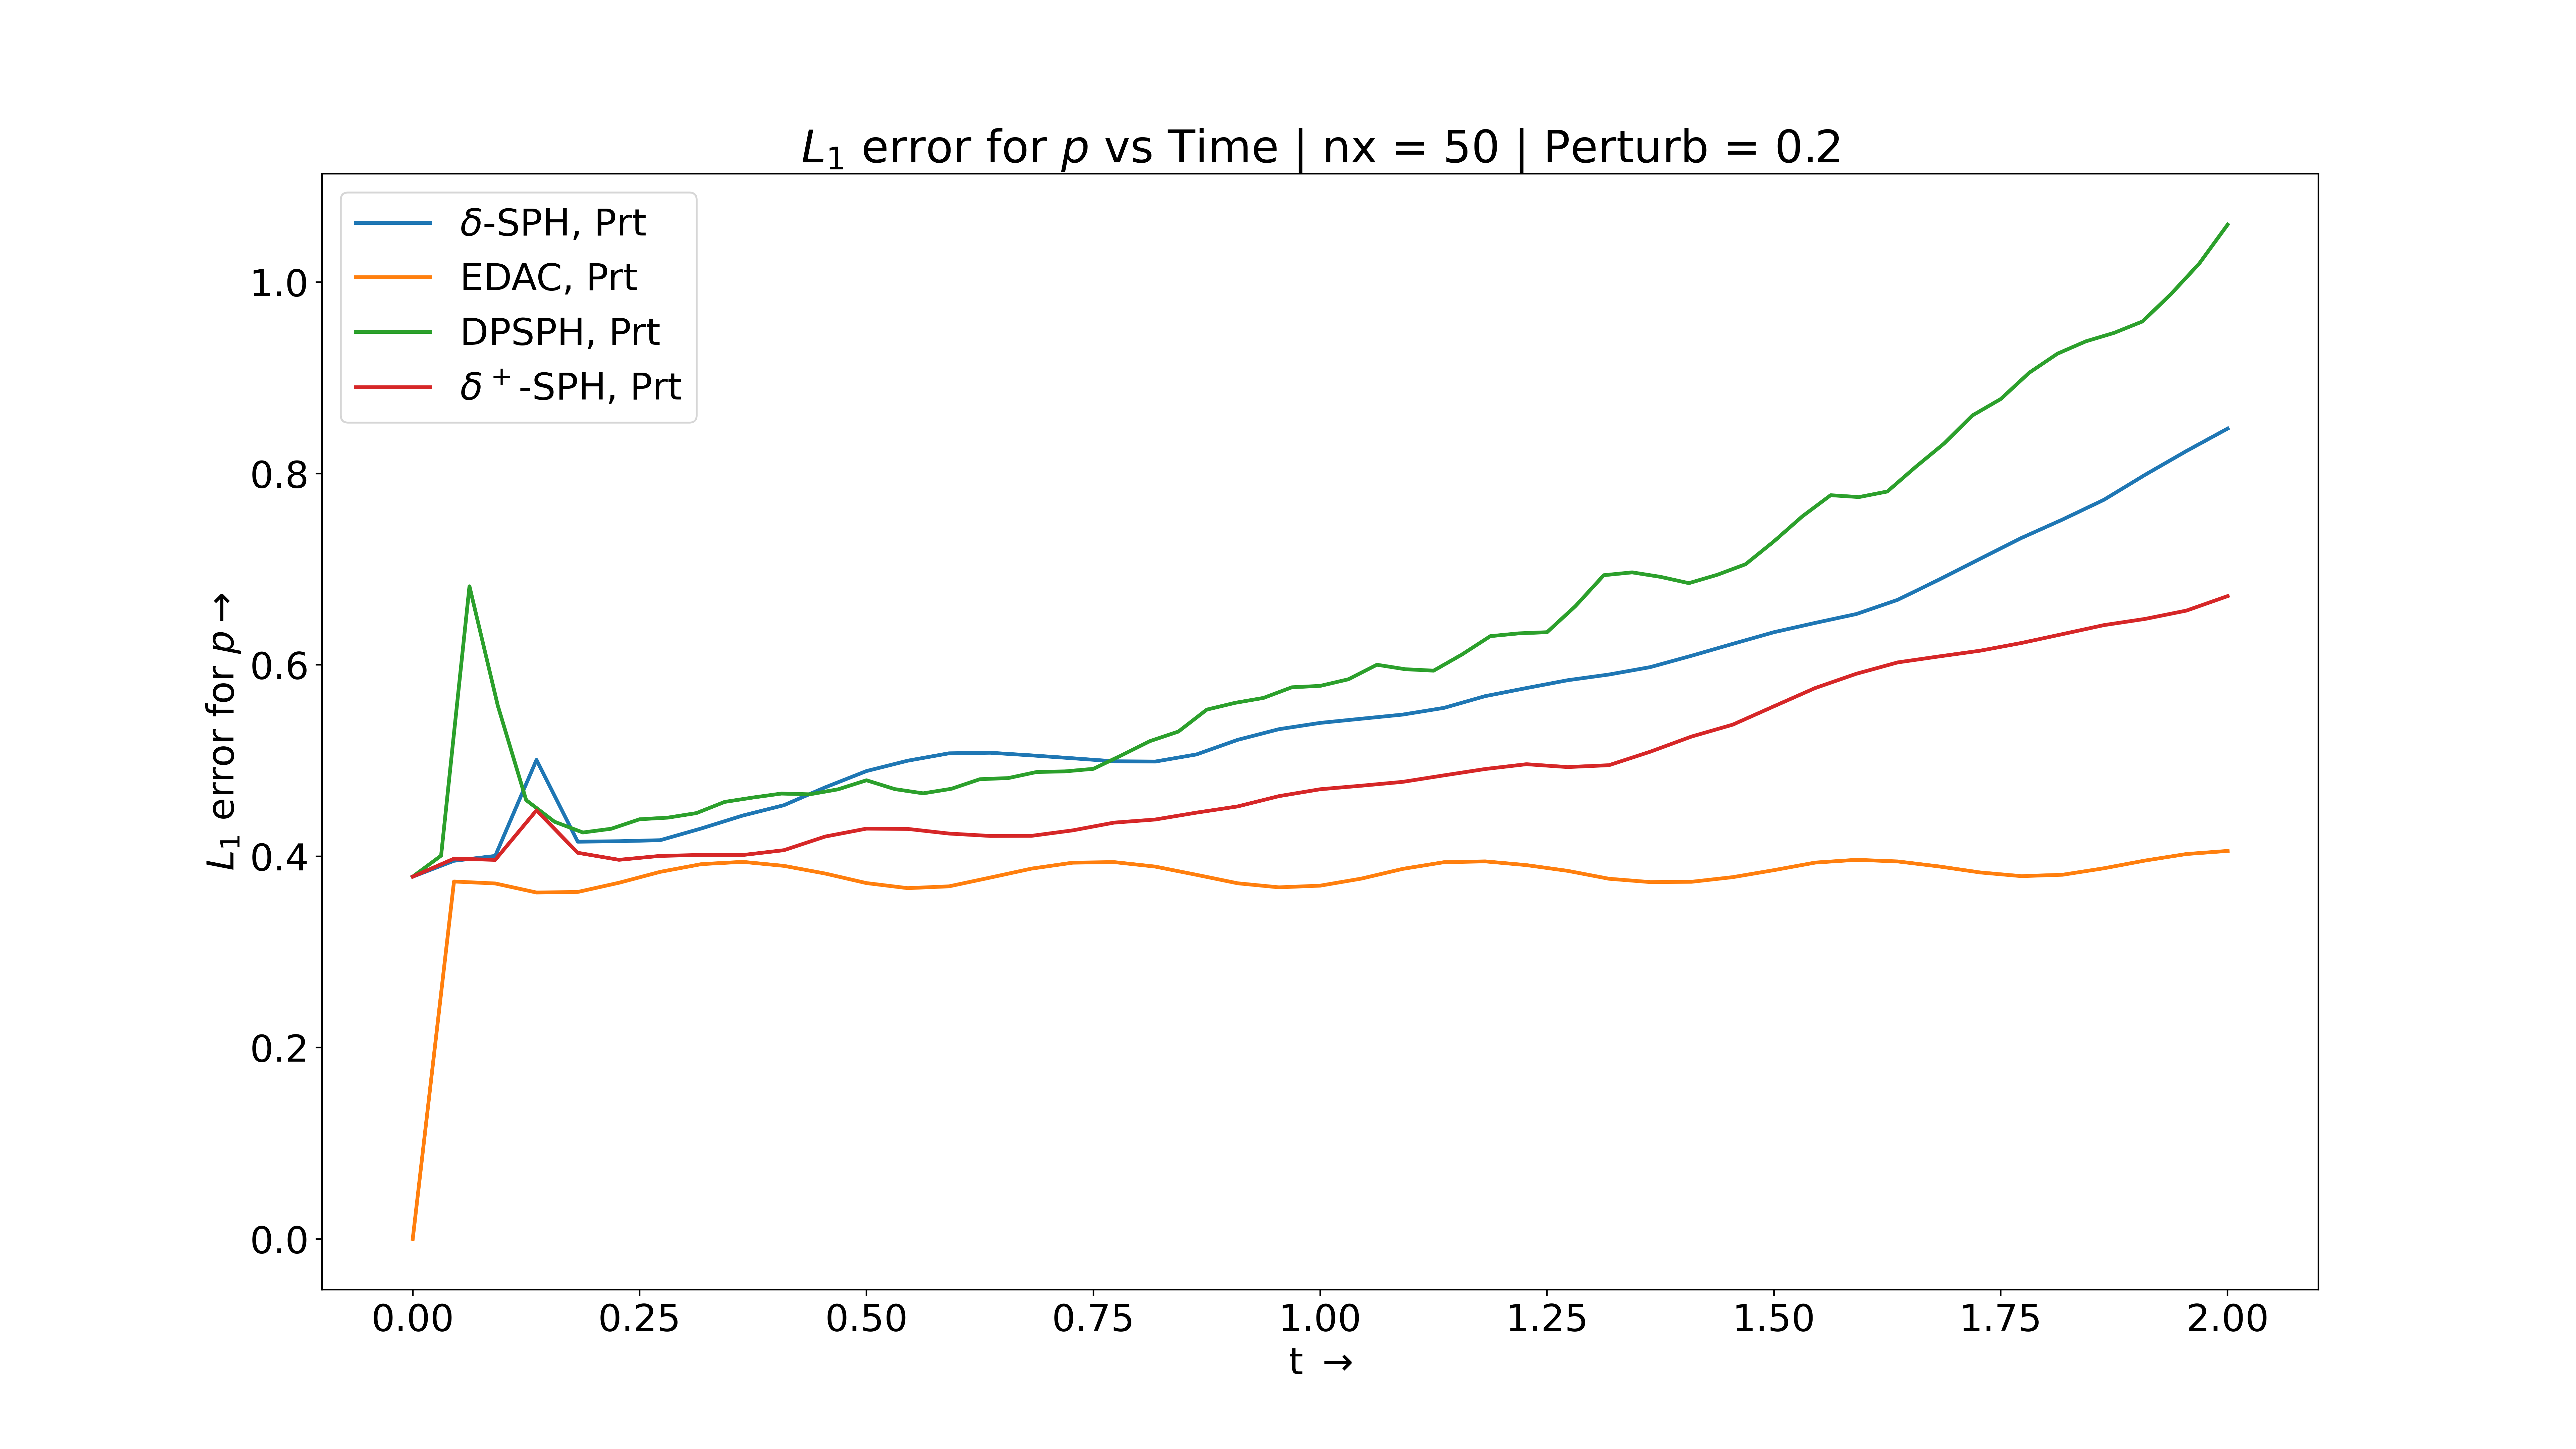 L₁ error for p vs Time | nx = 50 | Perturb = 0.2
δ-SPH, Prt
EDAC, Prt
DPSPH, Prt
δ⁺-SPH, Prt
L₁ error for p→
1.0
0.8
0.6
0.4
0.2
0.0
0.00 0.25 0.50 0.75 1.00 1.25 1.50 1.75 2.00
t →